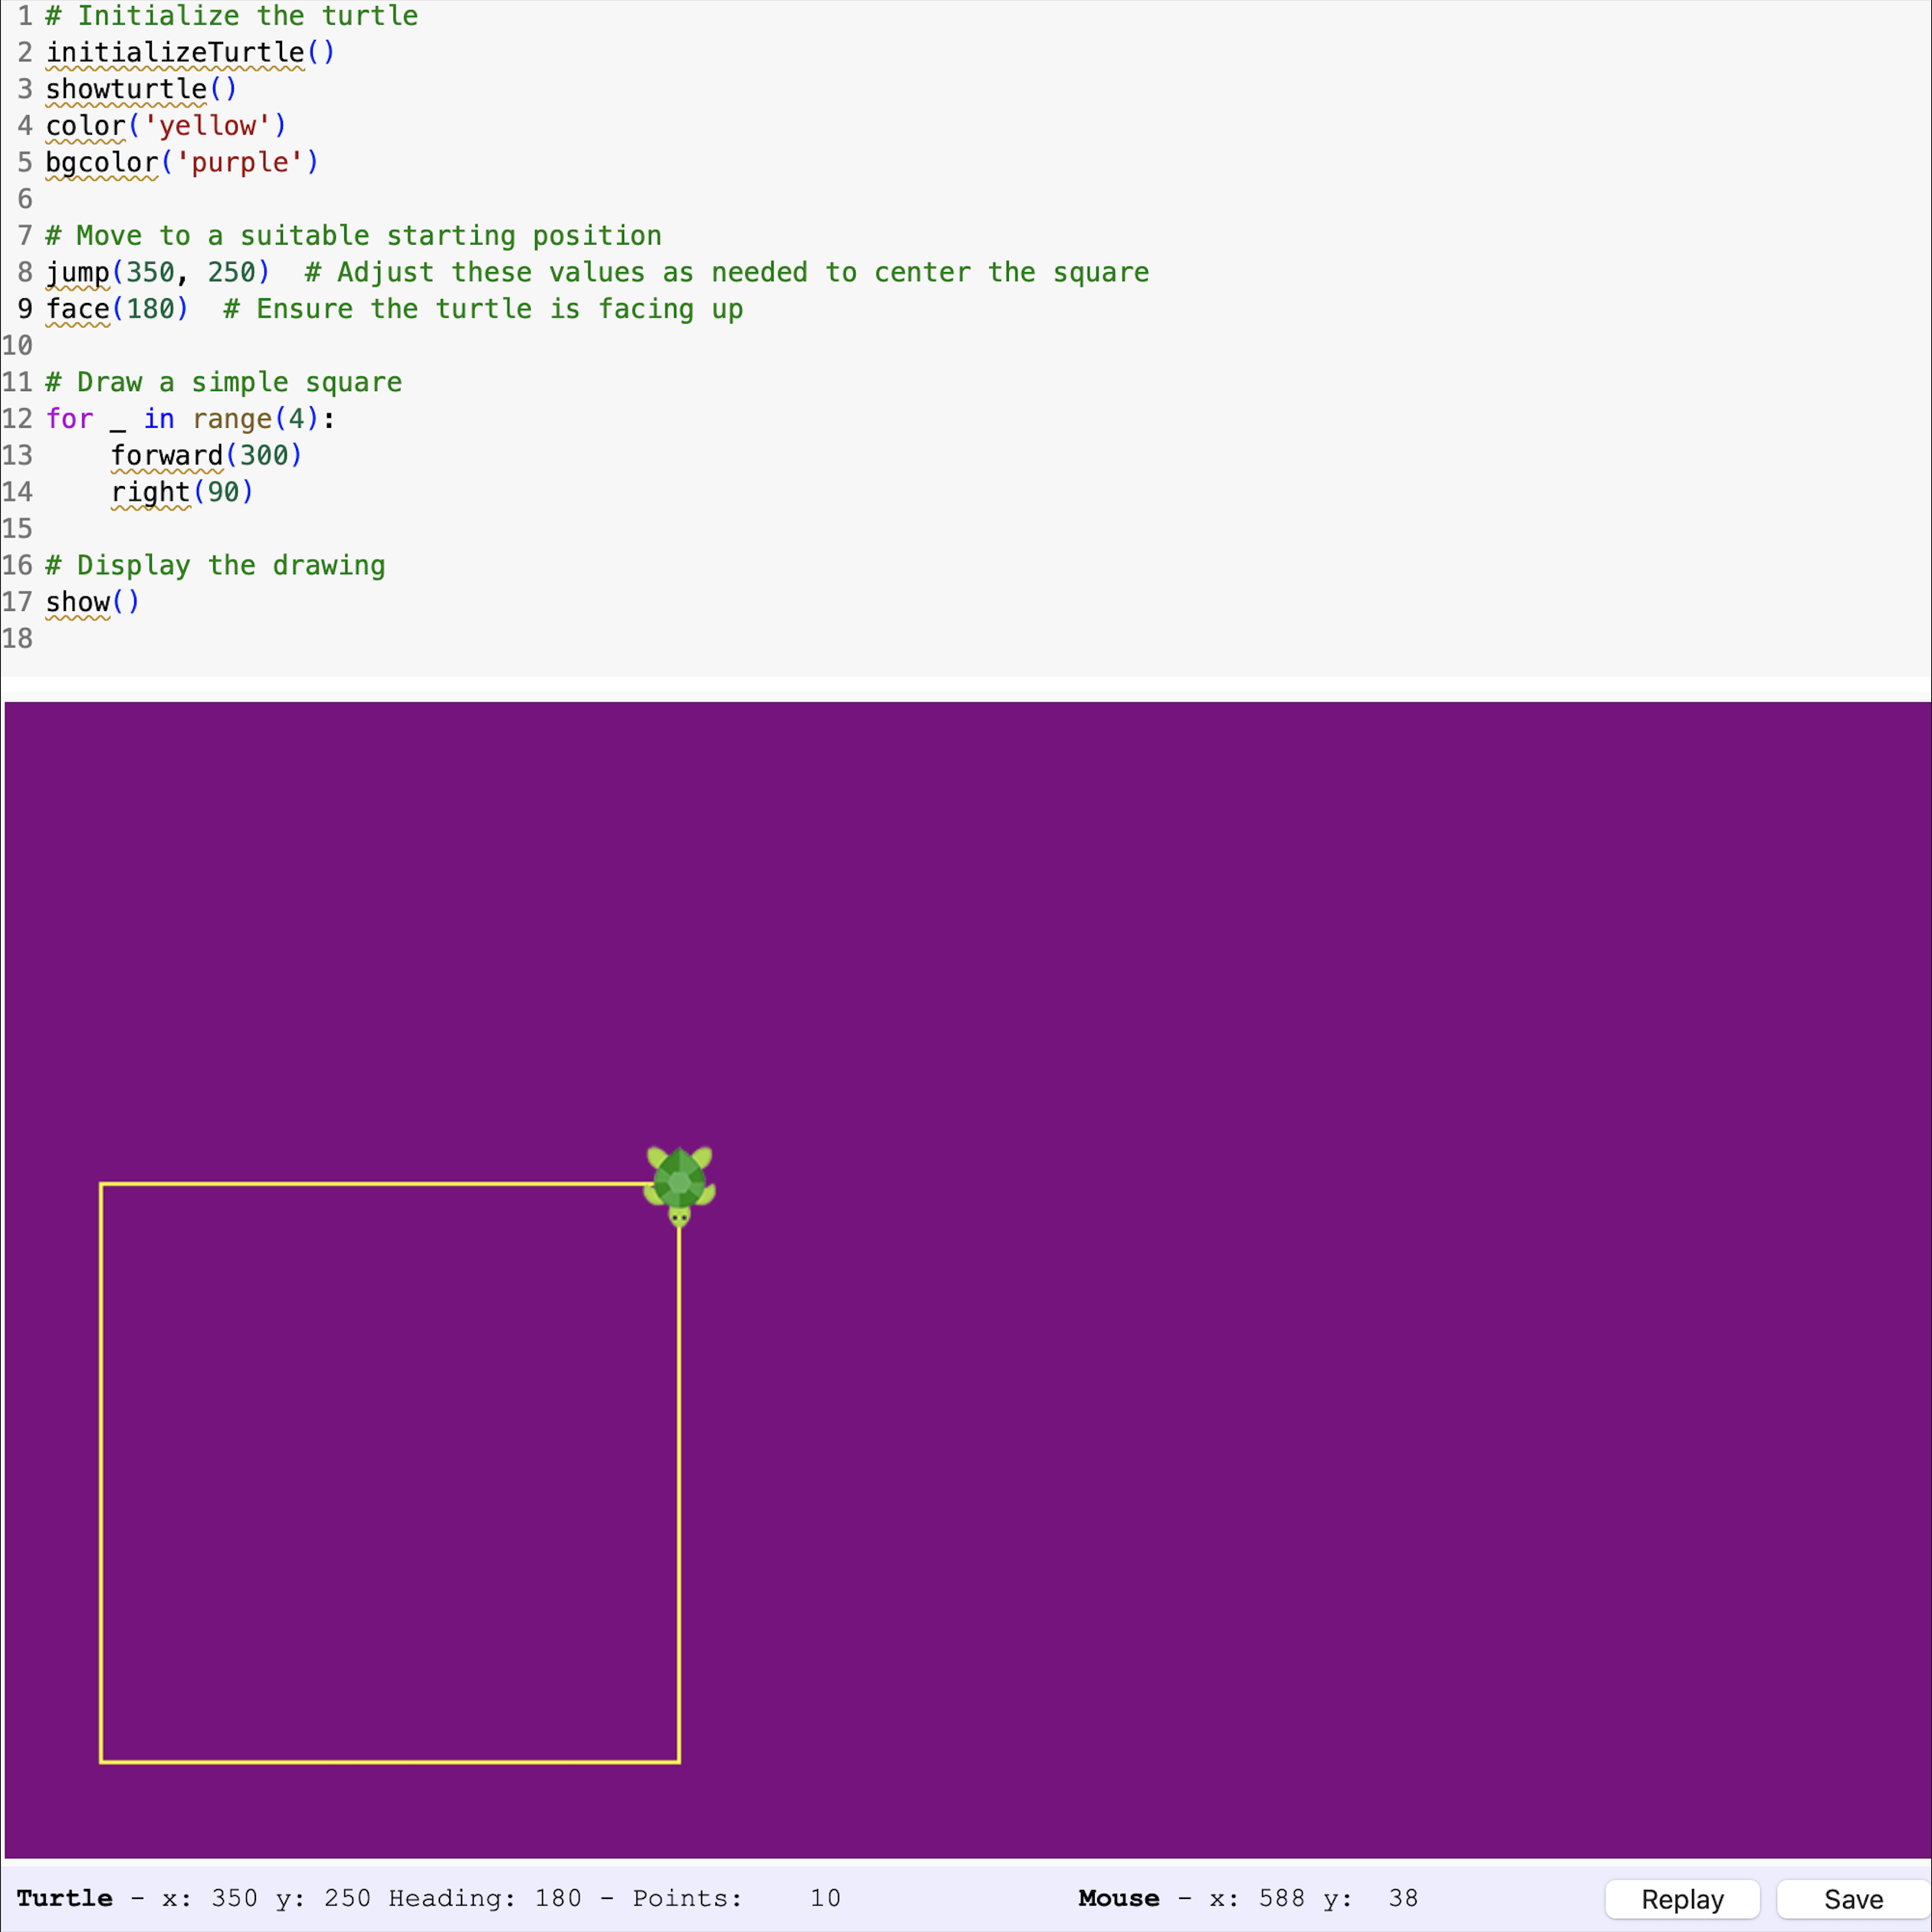 1 # Initialize the turtle
2 initializeTurtle()
3 showturtle()
4 color('yellow')
5 bgcolor('purple')
6
7 # Move to a suitable starting position
8 jump(350, 250)  # Adjust these values as needed to center the square
9 face(180)  # Ensure the turtle is facing up
10
11 # Draw a simple square
12 for _ in range(4):
13     forward(300)
14     right(90)
15
16 # Display the drawing
17 show()
18
Turtle - x: 350 y: 250 Heading: 180 - Points: 10 Mouse - x: 588 y: 38 Replay Save